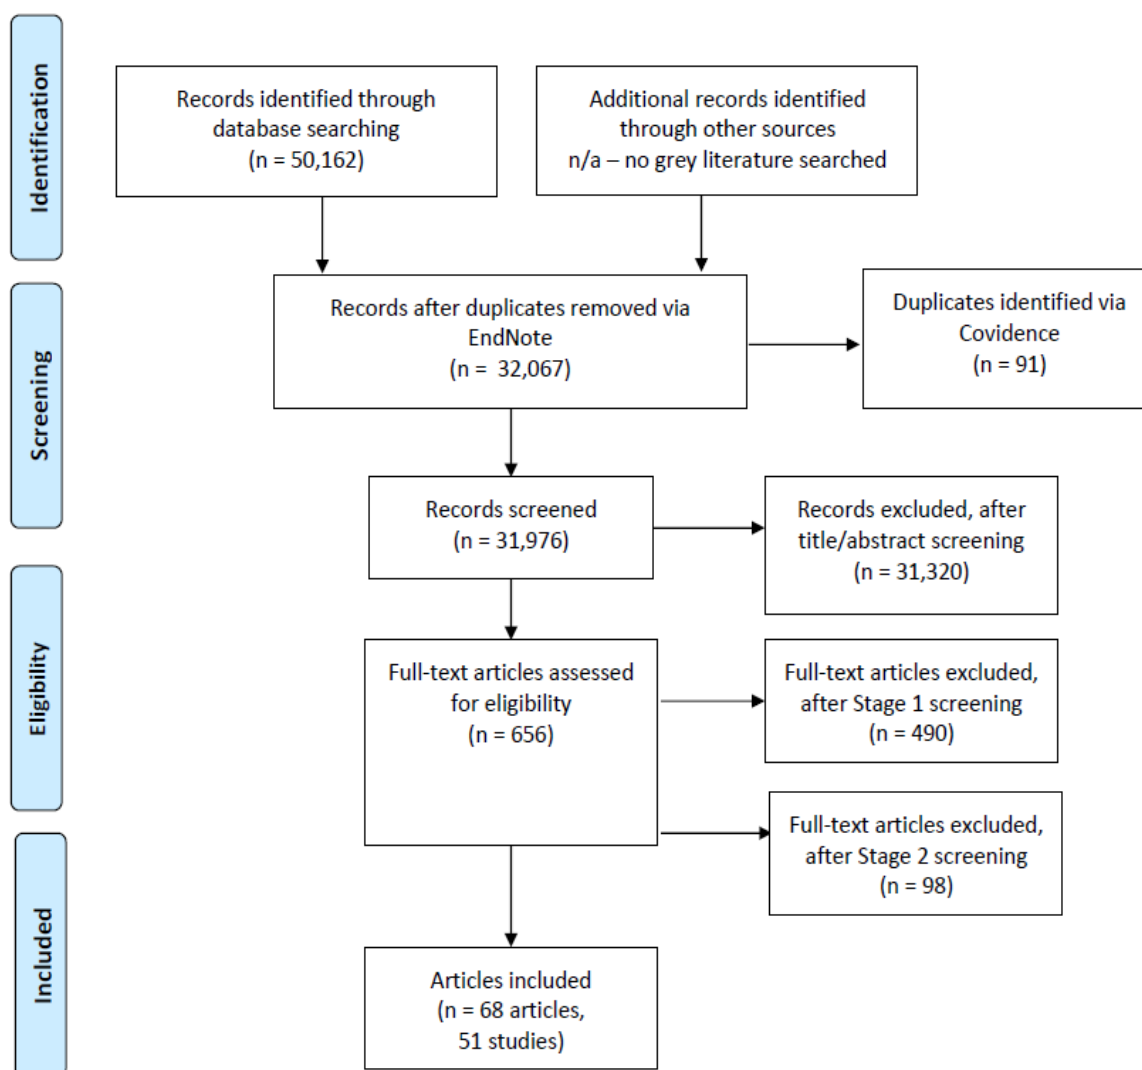 Identification
Records identified through
database searching
(n = 50,162)
Additional records identified
through other sources
n/a – no grey literature searched
Screening
Records after duplicates removed via
EndNote
(n =  32,067)
Duplicates identified via
Covidence
(n = 91)
Records screened
(n = 31,976)
Records excluded, after
title/abstract screening
(n = 31,320)
Eligibility
Full-text articles assessed
for eligibility
(n = 656)
Full-text articles excluded,
after Stage 1 screening
(n = 490)
Full-text articles excluded,
after Stage 2 screening
(n = 98)
Included
Articles included
(n = 68 articles,
51 studies)